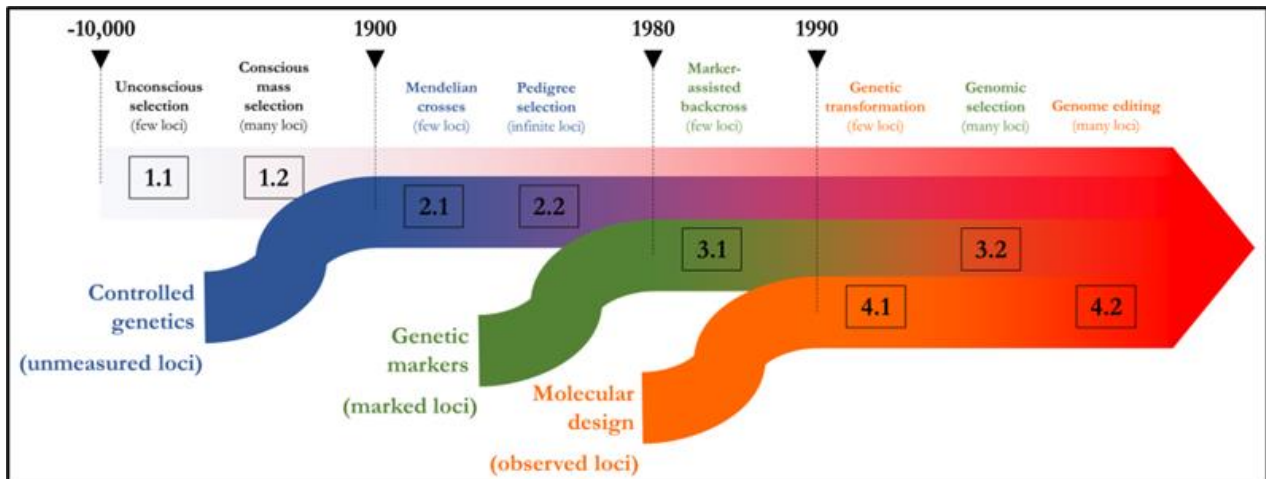 -10,000
1900
1980
1990
Unconscious
selection
(few loci)
Conscious
mass
selection
(many loci)
Mendelian
crosses
(few loci)
Pedigree
selection
(infinite loci)
Marker-
assisted
backcross
(few loci)
Genetic
transformation
(few loci)
Genomic
selection
(many loci)
Genome editing
(many loci)
1.1
1.2
2.1
2.2
3.1
3.2
4.1
4.2
Controlled
genetics
(unmeasured loci)
Genetic
markers
(marked loci)
Molecular
design
(observed loci)